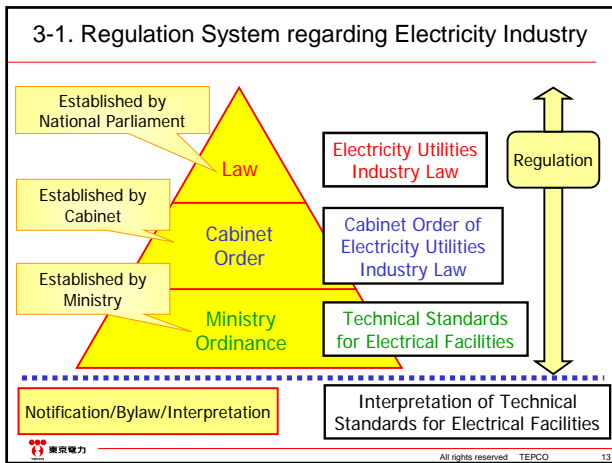 3-1. Regulation System regarding Electricity Industry
Established by
National Parliament
Law
Electricity Utilities
Industry Law
Regulation
Established by
Cabinet
Cabinet
Order
Cabinet Order of
Electricity Utilities
Industry Law
Established by
Ministry
Ministry
Ordinance
Technical Standards
for Electrical Facilities
Notification/Bylaw/Interpretation
Interpretation of Technical
Standards for Electrical Facilities
東京電力
TEPCO
All rights reserved TEPCO 13